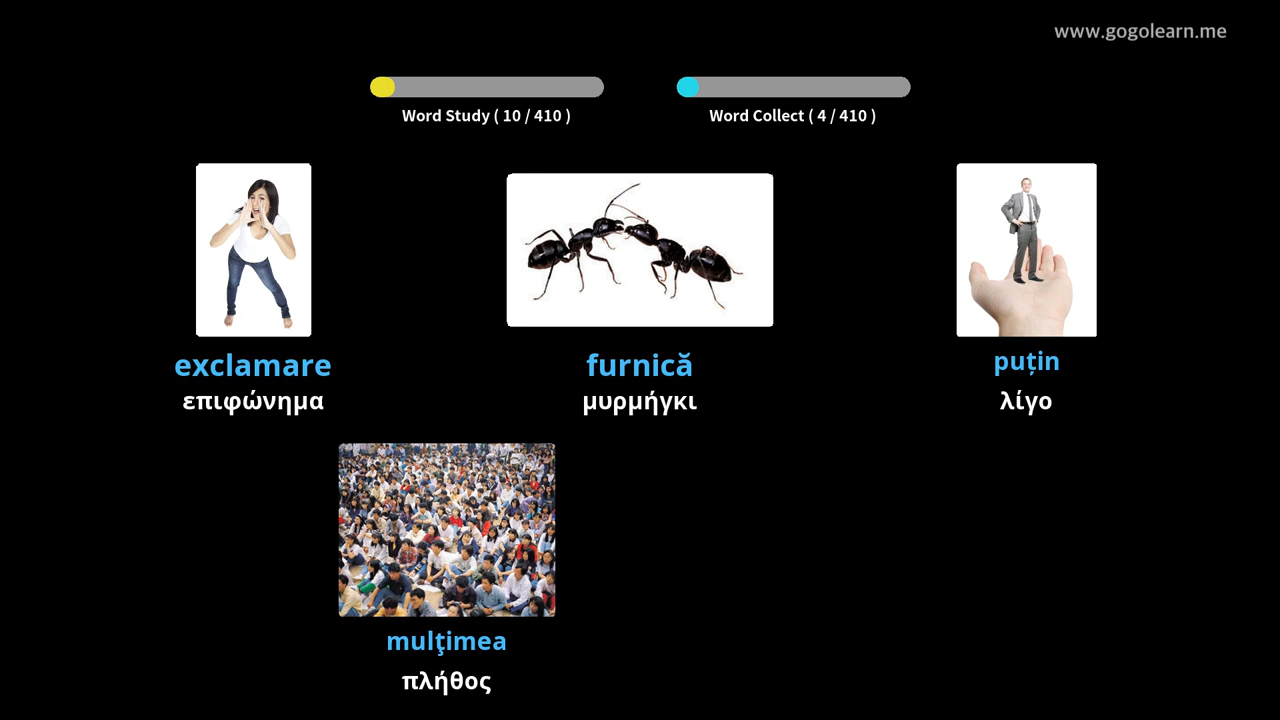 www.gogolearn.me
Word Study ( 10 / 410 )
Word Collect ( 4 / 410 )
exclamare
επιφώνημα
furnică
μυρμήγκι
puțin
λίγο
mulţimea
πλήθος